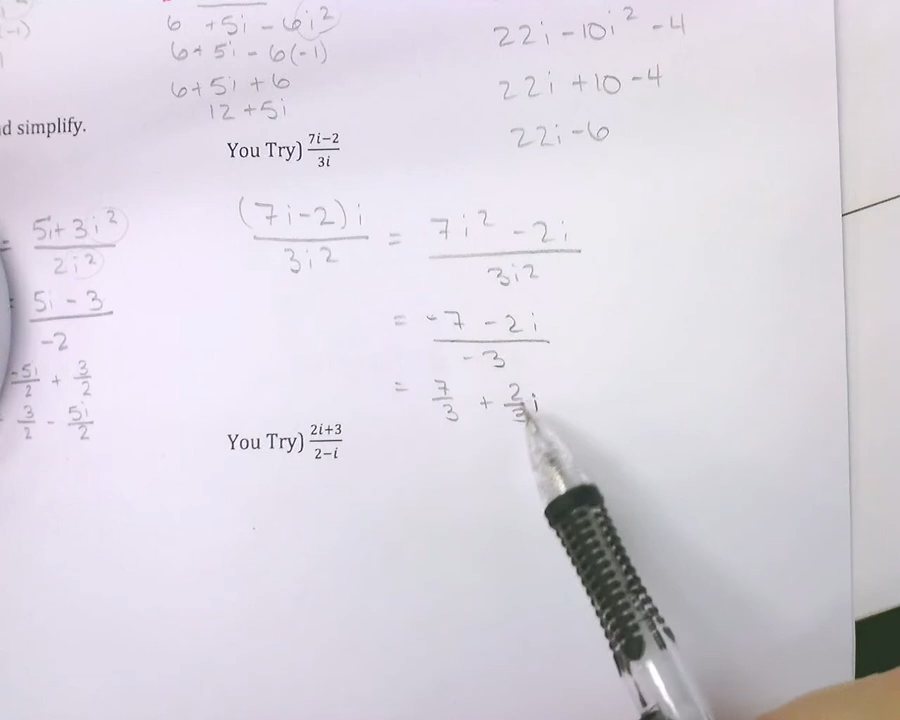 (-1)
6 + 5i - 6i²
6 + 5i - 6(-1)
6 + 5i + 6
12 + 5i
22i - 10i² - 4
22i + 10 - 4
22i - 6
d simplify.
= 5i + 3i² / 2i²
= 5i - 3 / -2
-5i/2 + 3/2
3/2 - 5i/2
You Try) 7i−2 / 3i
(7i - 2) i / 3i² = 7i² - 2i / 3i²
= -7 - 2i / -3
= 7/3 + 2/3 i
You Try) 2i+3 / 2−i